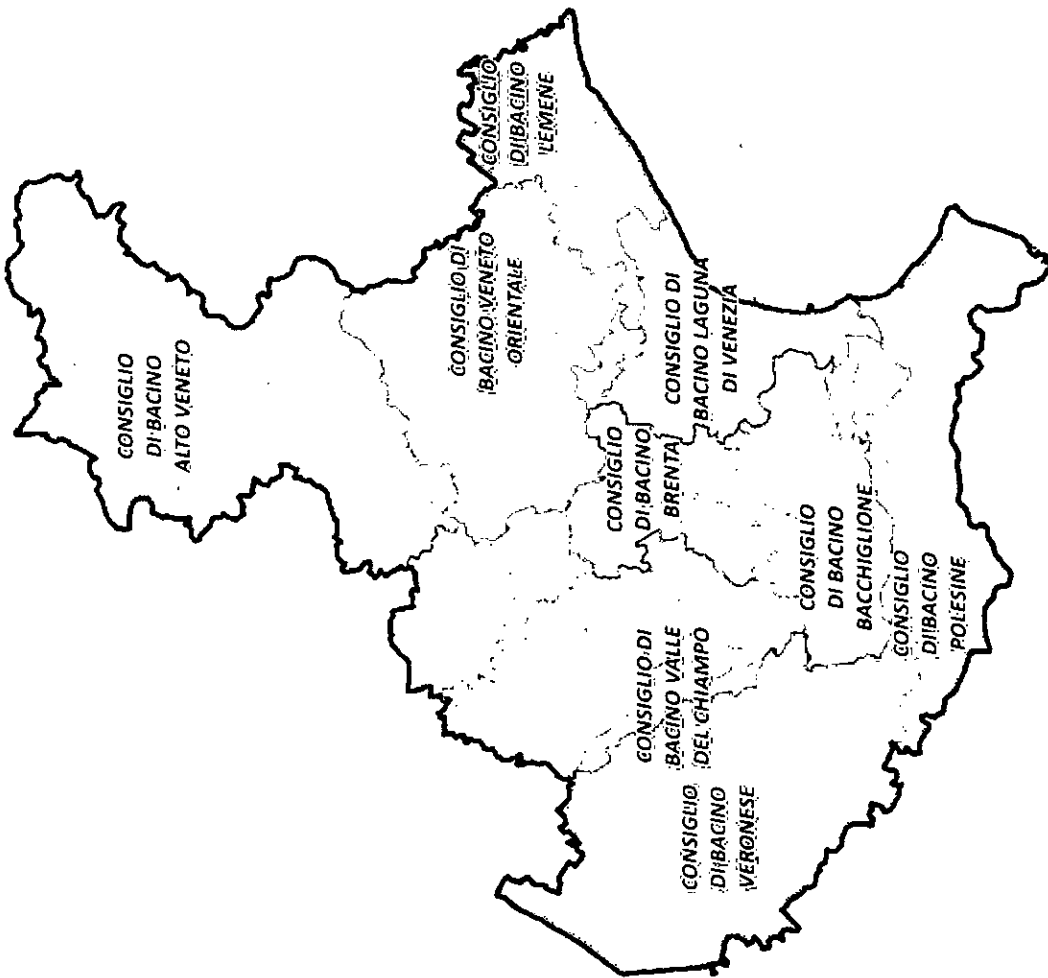 CONSIGLIO
DI BACINO
ALTO VENETO
CONSIGLIO DI
BACINO VENETO
ORIENTALE
CONSIGLIO
DI BACINO
LEMENE
CONSIGLIO
DI BACINO
BRENTA
CONSIGLIO DI
BACINO LAGUNA
DI VENEZIA
CONSIGLIO DI
BACINO VALLE
DEL CHIAMPO
CONSIGLIO
DI BACINO
VERONESE
CONSIGLIO
DI BACINO
BACCHIGLIONE
CONSIGLIO
DI BACINO
POLESINE